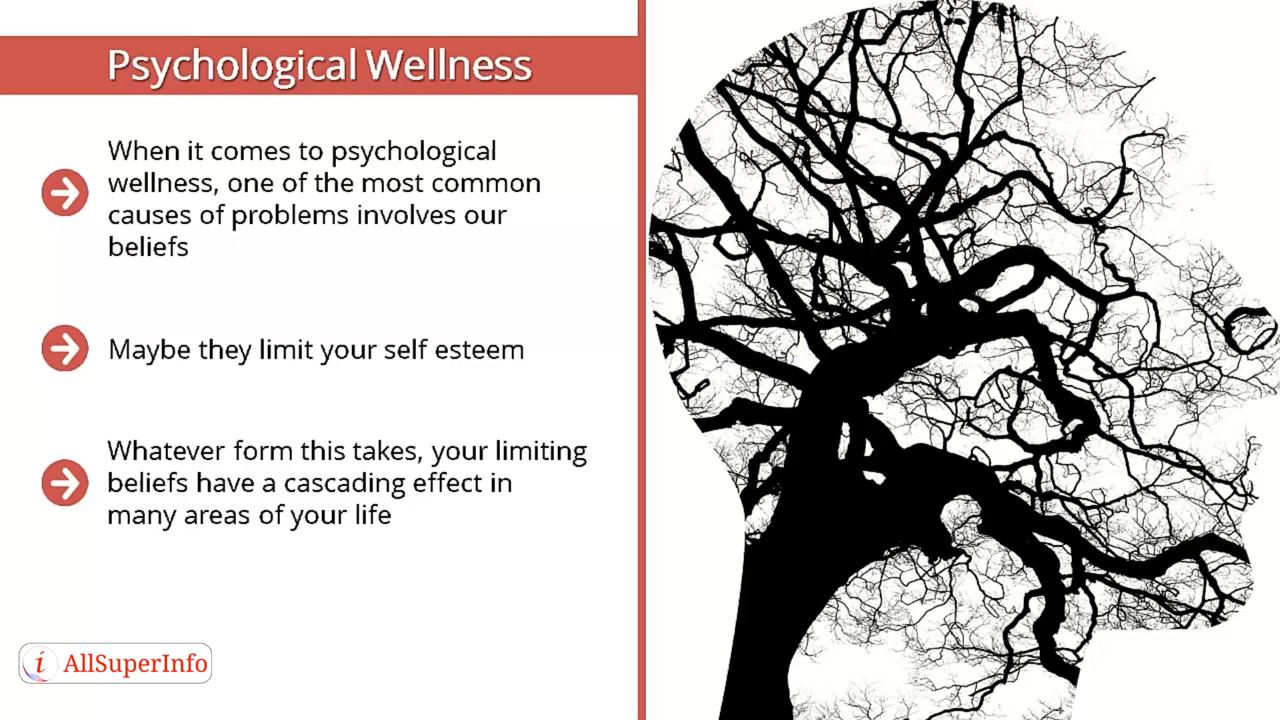 Psychological Wellness
When it comes to psychological
wellness, one of the most common
causes of problems involves our
beliefs
Maybe they limit your self esteem
Whatever form this takes, your limiting
beliefs have a cascading effect in
many areas of your life
i AllSuperInfo